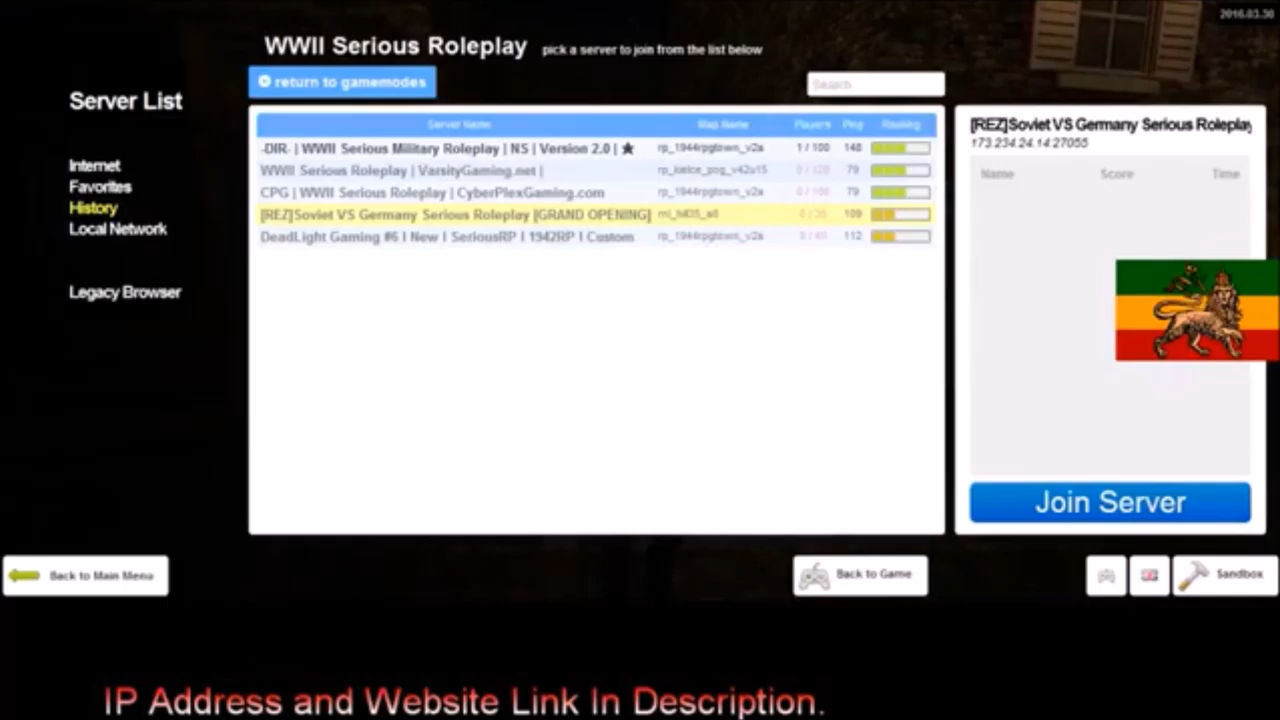 2016.03.30
WWII Serious Roleplay pick a server to join from the list below
return to gamemodes
Search
Server List
Internet
Favorites
History
Local Network
Legacy Browser
Server Name Map Name Players Ping Ranking
-DIR- | WWII Serious Military Roleplay | NS | Version 2.0 | ★ rp_1944rpgtown_v2a 1 / 100 148
WWII Serious Roleplay | VarsityGaming.net | 79
CPG | WWII Serious Roleplay | CyberPlexGaming.com rp_1944rpgtown_v2a 79
[REZ]Soviet VS Germany Serious Roleplay [GRAND OPENING] 109
DeadLight Gaming #6 | New | SeriousRP | 1942RP | Custom rp_1944rpgtown_v2a 112
[REZ]Soviet VS Germany Serious Roleplay
173.234.24.14:27055
Name Score Time
Join Server
Back to Main Menu
Back to Game
Sandbox
IP Address and Website Link In Description.